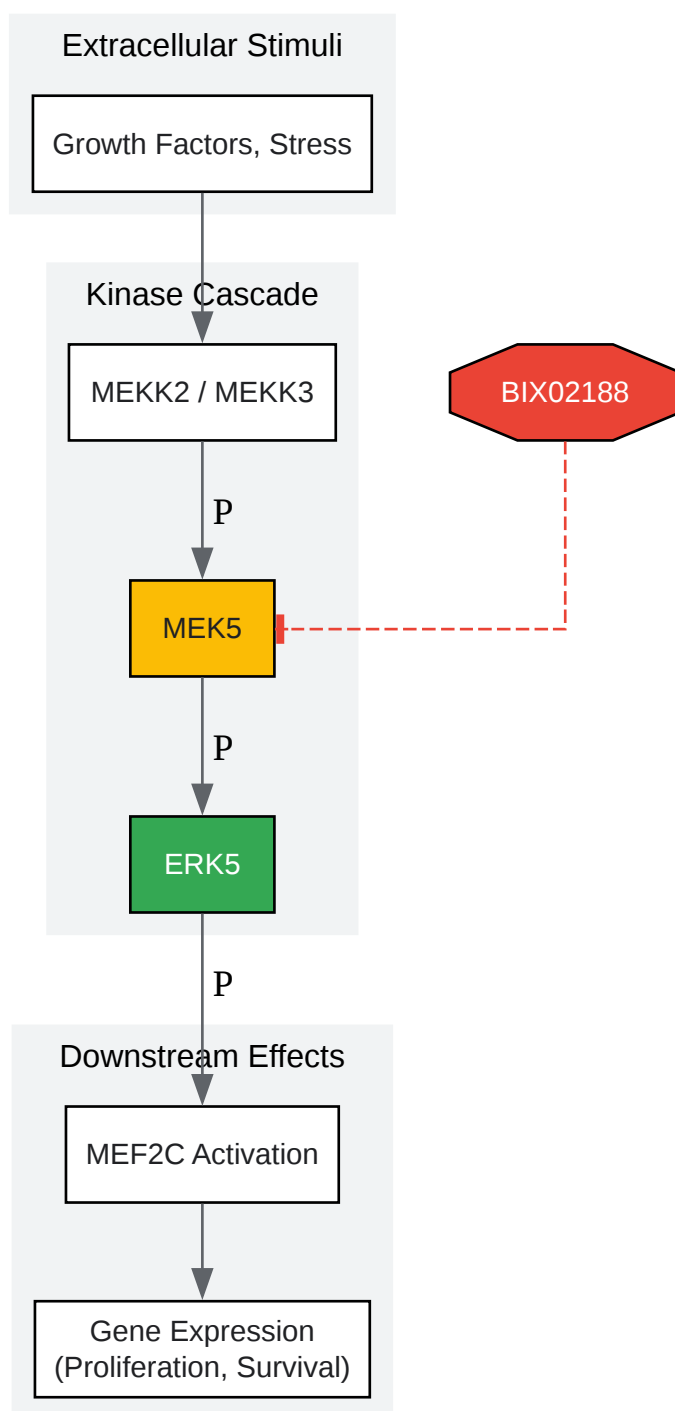 Extracellular Stimuli
Growth Factors, Stress
Kinase Cascade
MEKK2 / MEKK3
BIX02188
P
MEK5
P
ERK5
P
Downstream Effects
MEF2C Activation
Gene Expression
(Proliferation, Survival)